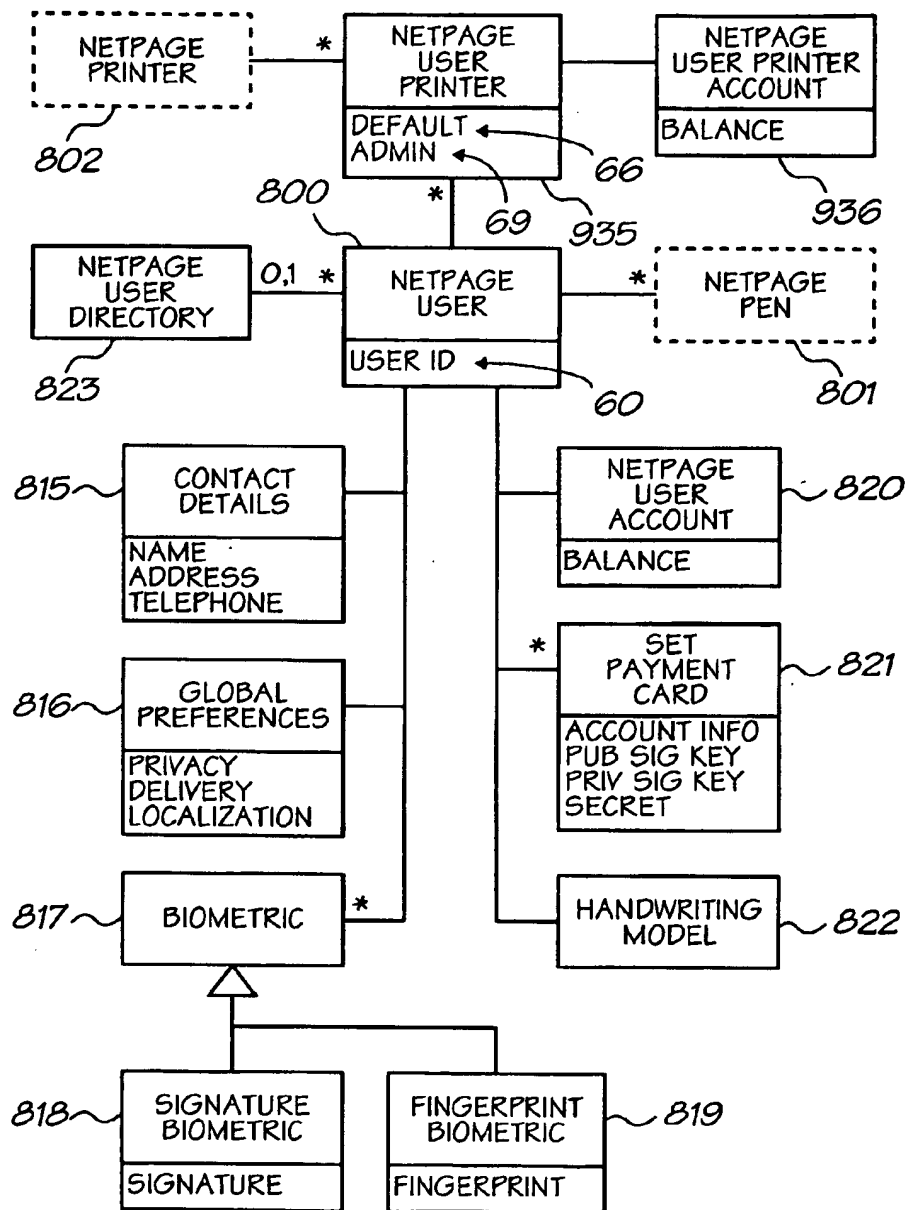 NETPAGE
PRINTER
802
*
NETPAGE
USER
PRINTER
DEFAULT
ADMIN
66
69
935
*
NETPAGE
USER PRINTER
ACCOUNT
BALANCE
936
800
NETPAGE
USER
DIRECTORY
823
0,1
*
NETPAGE
USER
USER ID
60
*
NETPAGE
PEN
801
815
CONTACT
DETAILS
NAME
ADDRESS
TELEPHONE
NETPAGE
USER
ACCOUNT
BALANCE
820
816
GLOBAL
PREFERENCES
PRIVACY
DELIVERY
LOCALIZATION
*
SET
PAYMENT
CARD
ACCOUNT INFO
PUB SIG KEY
PRIV SIG KEY
SECRET
821
817
BIOMETRIC
*
HANDWRITING
MODEL
822
818
SIGNATURE
BIOMETRIC
SIGNATURE
FINGERPRINT
BIOMETRIC
FINGERPRINT
819